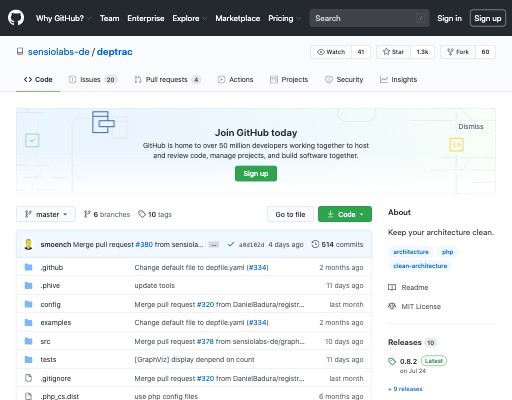 Why GitHub? Team Enterprise Explore Marketplace Pricing Search / Sign in Sign up
sensiolabs-de / deptrac Watch 41 Star 1.3k Fork 60
Code Issues 20 Pull requests 4 Actions Projects Security Insights
Join GitHub today
Dismiss
GitHub is home to over 50 million developers working together to host
and review code, manage projects, and build software together.
Sign up
master 6 branches 10 tags Go to file Code
smoench Merge pull request #380 from sensiola... ... a0d102d 4 days ago 514 commits
.github Change default file to depfile.yaml (#334) 2 months ago
.phive update tools 11 days ago
config Merge pull request #320 from DanielBadura/registr... last month
examples Change default file to depfile.yaml (#334) 2 months ago
src Merge pull request #378 from sensiolabs-de/graph... 10 days ago
tests [GraphViz] display denpend on count 11 days ago
.gitignore Merge pull request #320 from DanielBadura/registr... last month
.php_cs.dist use php config files 6 months ago
About
Keep your architecture clean.
architecture php
clean-architecture
Readme
MIT License
Releases 10
0.8.2 Latest
on Jul 24
+ 9 releases